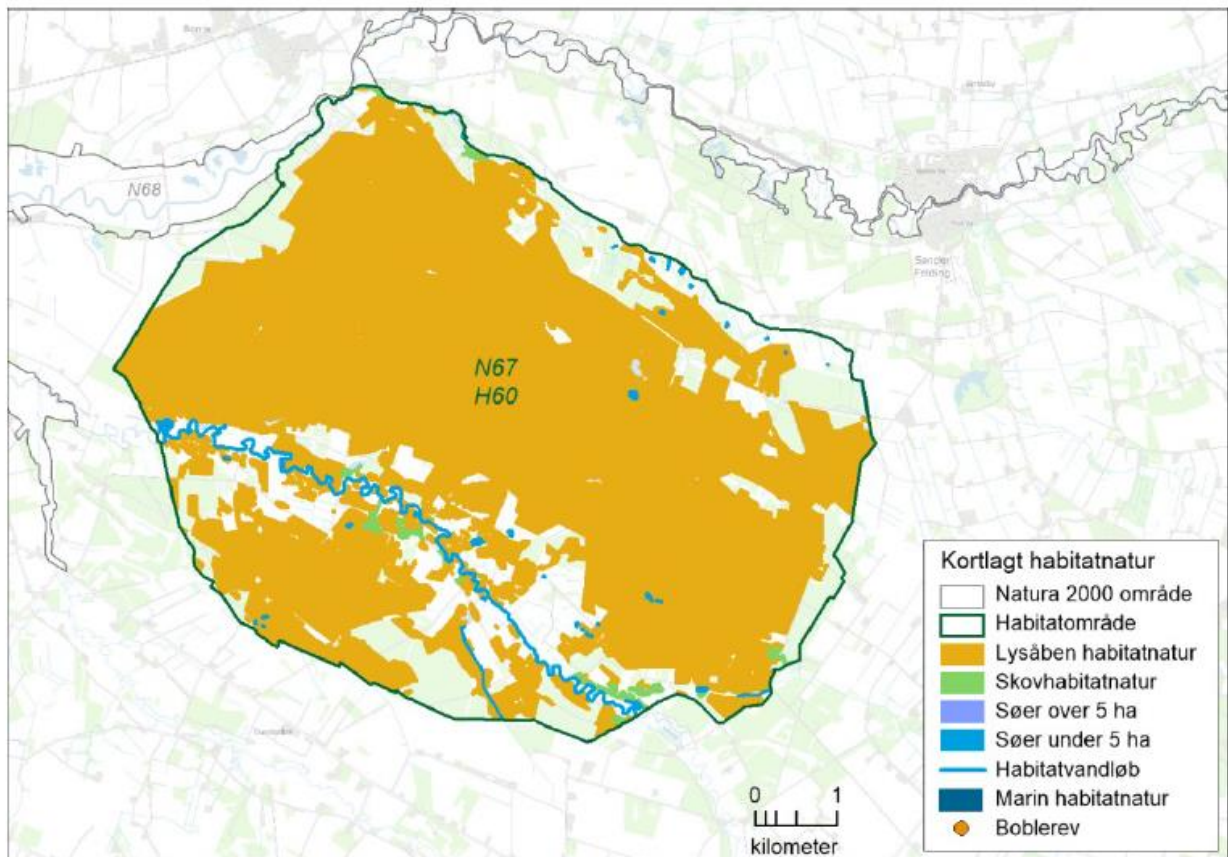 N68
Sønder
Felding
N67
H60
Kortlagt habitatnatur
Natura 2000 område
Habitatområde
Lysåben habitatnatur
Skovhabitatnatur
Søer over 5 ha
Søer under 5 ha
Habitatvandløb
Marin habitatnatur
Boblerev
0 1
kilometer